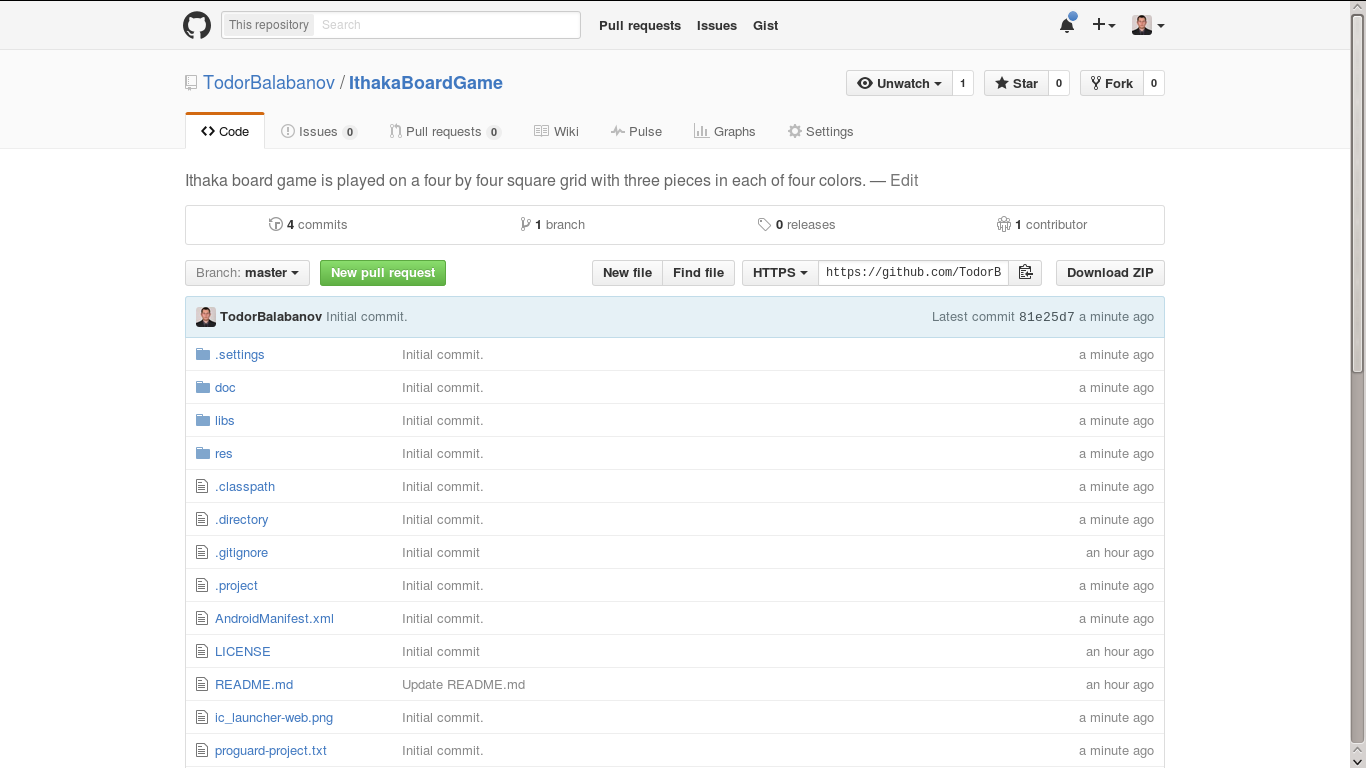 This repository Search Pull requests Issues Gist
TodorBalabanov / IthakaBoardGame Unwatch 1 Star 0 Fork 0
Code Issues 0 Pull requests 0 Wiki Pulse Graphs Settings
Ithaka board game is played on a four by four square grid with three pieces in each of four colors. — Edit
4 commits 1 branch 0 releases 1 contributor
Branch: master New pull request New file Find file HTTPS https://github.com/TodorB Download ZIP
TodorBalabanov Initial commit. Latest commit 81e25d7 a minute ago
.settings Initial commit. a minute ago
doc Initial commit. a minute ago
libs Initial commit. a minute ago
res Initial commit. a minute ago
.classpath Initial commit. a minute ago
.directory Initial commit. a minute ago
.gitignore Initial commit an hour ago
.project Initial commit. a minute ago
AndroidManifest.xml Initial commit. a minute ago
LICENSE Initial commit an hour ago
README.md Update README.md an hour ago
ic_launcher-web.png Initial commit. a minute ago
proguard-project.txt Initial commit. a minute ago